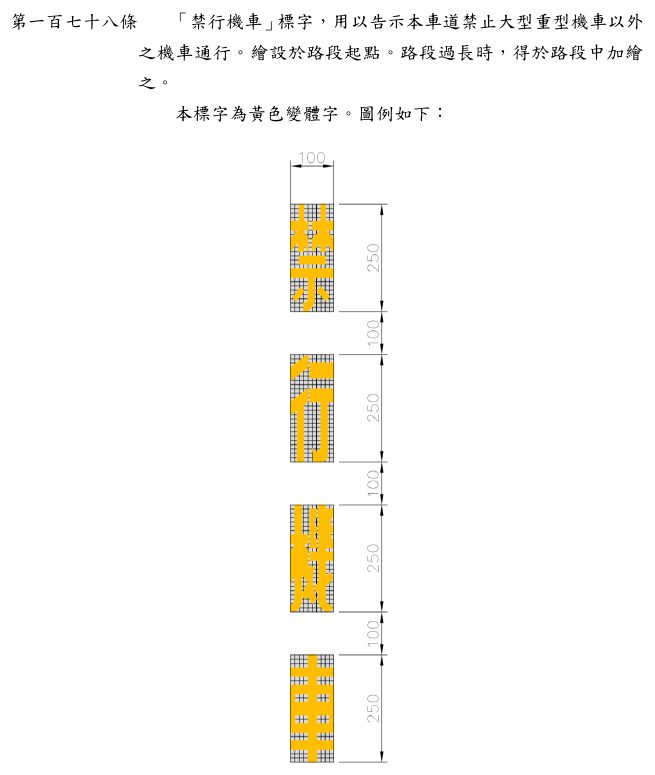 第一百七十八條　「禁行機車」標字，用以告示本車道禁止大型重型機車以外
之機車通行。繪設於路段起點。路段過長時，得於路段中加繪
之。
本標字為黃色變體字。圖例如下：
100
禁
250
100
行
250
100
機
250
100
車
250